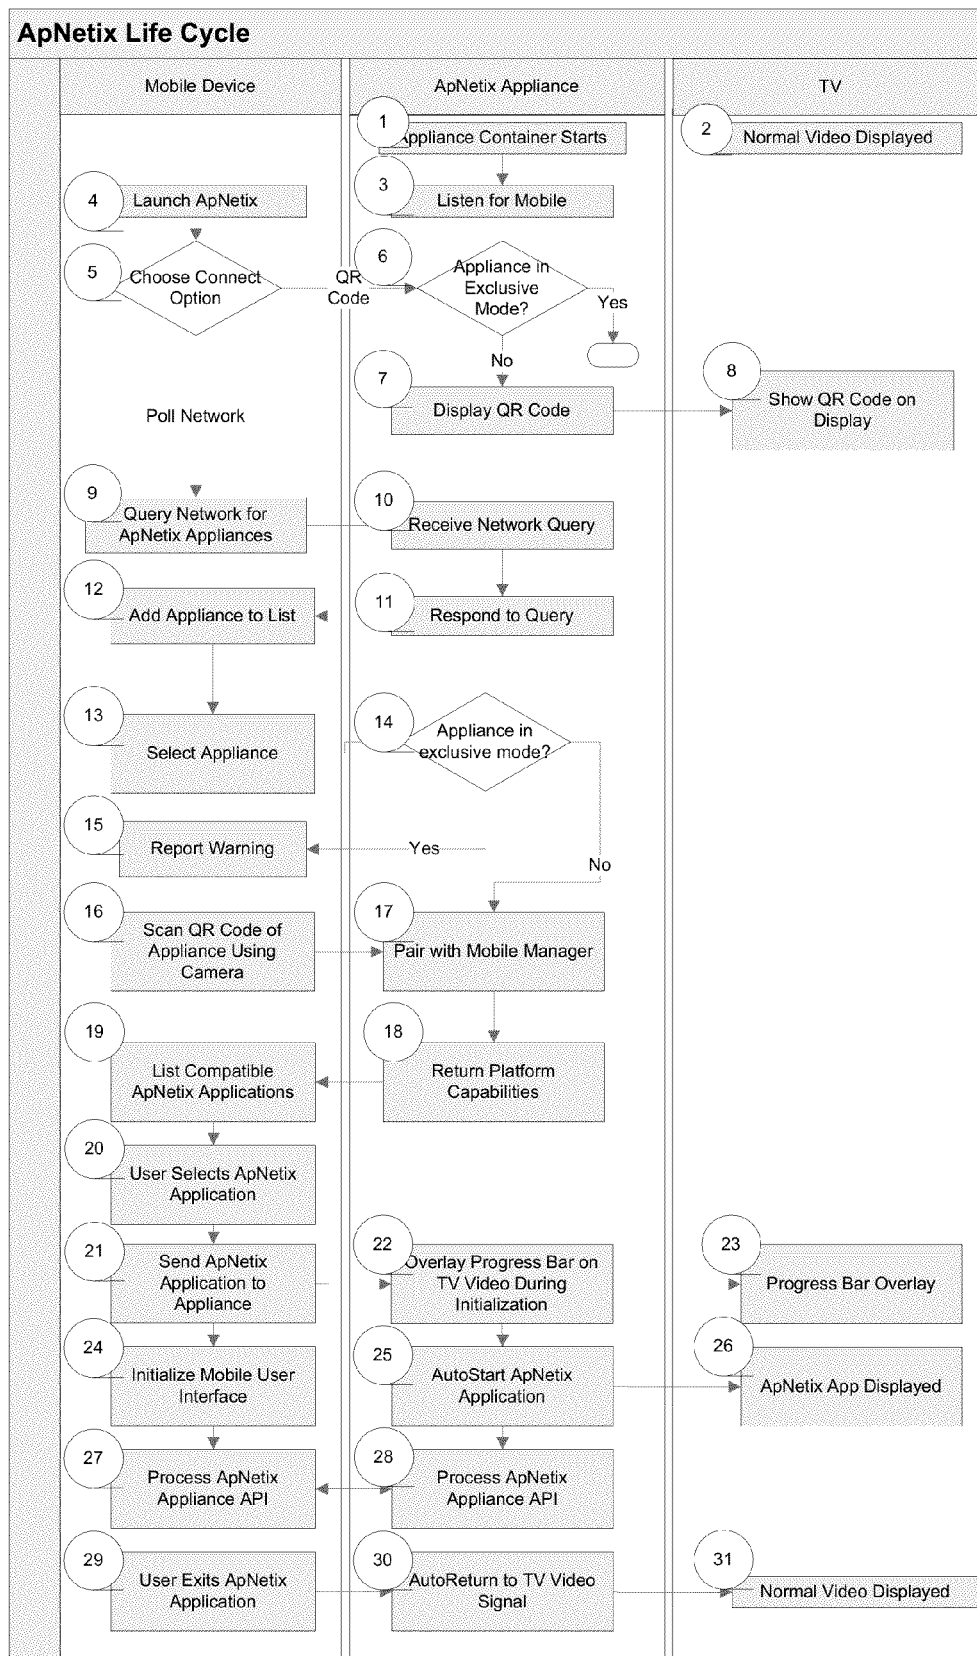 ApNetix Life Cycle
Mobile Device
ApNetix Appliance
TV
1
Appliance Container Starts
2
Normal Video Displayed
3
Listen for Mobile
4
Launch ApNetix
5
Choose Connect
Option
QR
Code
6
Appliance in
Exclusive
Mode?
Yes
No
7
Display QR Code
8
Show QR Code on
Display
Poll Network
9
Query Network for
ApNetix Appliances
10
Receive Network Query
11
Respond to Query
12
Add Appliance to List
13
Select Appliance
14
Appliance in
exclusive mode?
15
Report Warning
Yes
No
16
Scan QR Code of
Appliance Using
Camera
17
Pair with Mobile Manager
18
Return Platform
Capabilities
19
List Compatible
ApNetix Applications
20
User Selects ApNetix
Application
21
Send ApNetix
Application to
Appliance
22
Overlay Progress Bar on
TV Video During
Initialization
23
Progress Bar Overlay
24
Initialize Mobile User
Interface
25
AutoStart ApNetix
Application
26
ApNetix App Displayed
27
Process ApNetix
Appliance API
28
Process ApNetix
Appliance API
29
User Exits ApNetix
Application
30
AutoReturn to TV Video
Signal
31
Normal Video Displayed